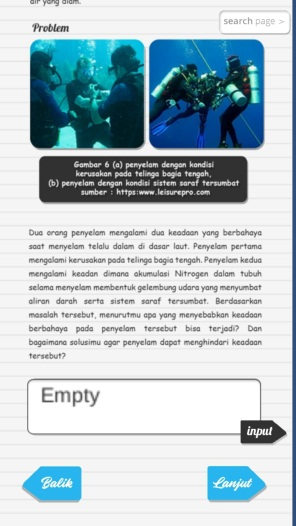 air yang dalam.
search page >
Problem
Gambar 6 (a) penyelam dengan kondisi
kerusakan pada telinga bagia tengah,
(b) penyelam dengan kondisi sistem saraf tersumbat
sumber : https:www.leisurepro.com
Dua orang penyelam mengalami dua keadaan yang berbahaya
saat menyelam telalu dalam di dasar laut. Penyelam pertama
mengalami kerusakan pada telinga bagia tengah. Penyelam kedua
mengalami keadan dimana akumulasi Nitrogen dalam tubuh
selama menyelam membentuk gelembung udara yang menyumbat
aliran darah serta sistem saraf tersumbat. Berdasarkan
masalah tersebut, menurutmu apa yang menyebabkan keadaan
berbahaya pada penyelam tersebut bisa terjadi? Dan
bagaimana solusimu agar penyelam dapat menghindari keadaan
tersebut?
Empty
input
Balik
Lanjut